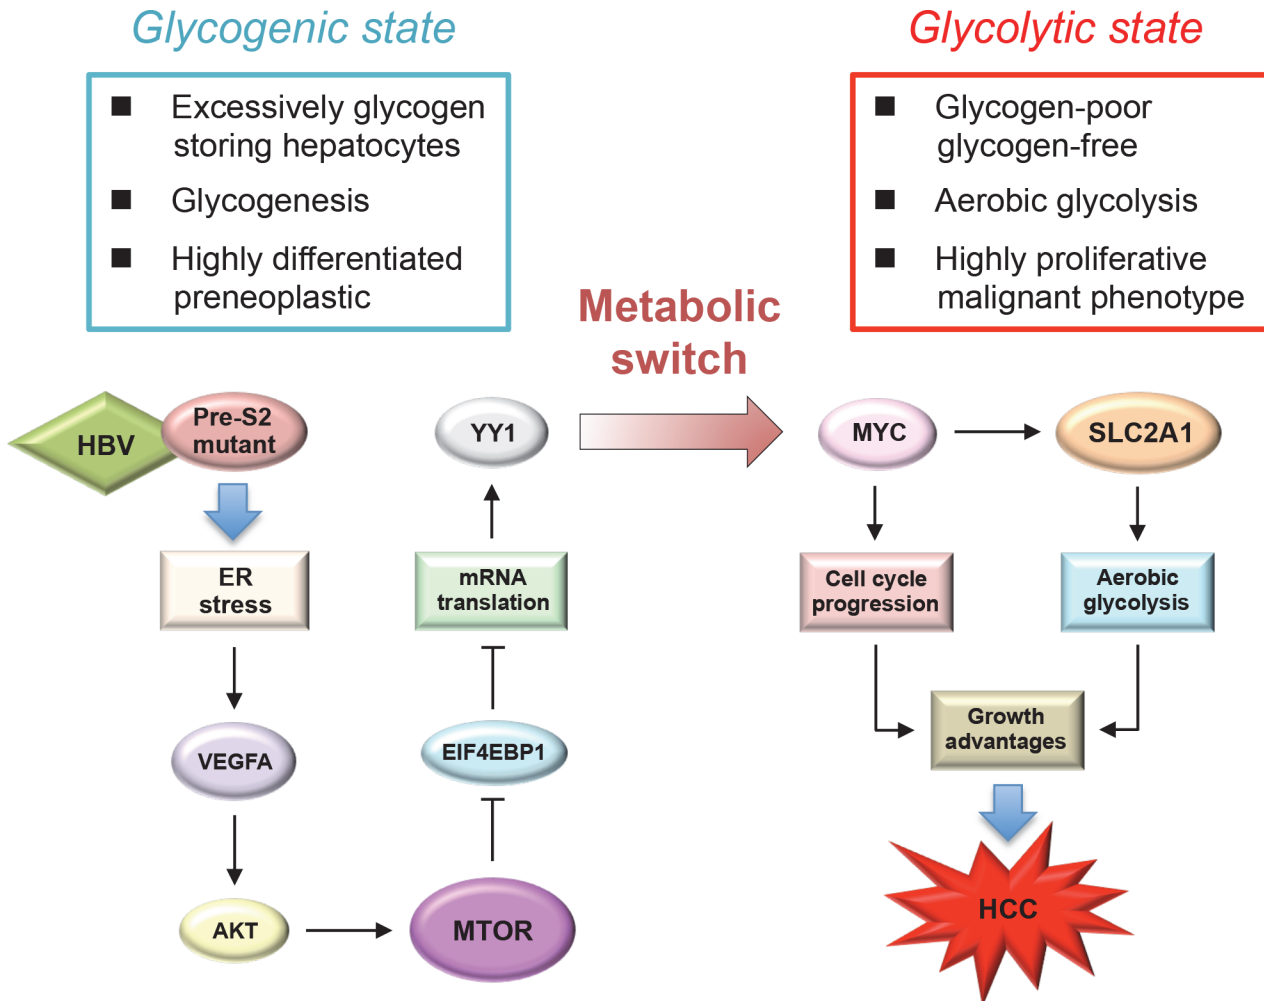 Glycogenic state
Excessively glycogen
storing hepatocytes
Glycogenesis
Highly differentiated
preneoplastic
Glycolytic state
Glycogen-poor
glycogen-free
Aerobic glycolysis
Highly proliferative
malignant phenotype
Metabolic
switch
HBV
Pre-S2
mutant
YY1
MYC
SLC2A1
ER
stress
mRNA
translation
Cell cycle
progression
Aerobic
glycolysis
VEGFA
EIF4EBP1
Growth
advantages
AKT
MTOR
HCC